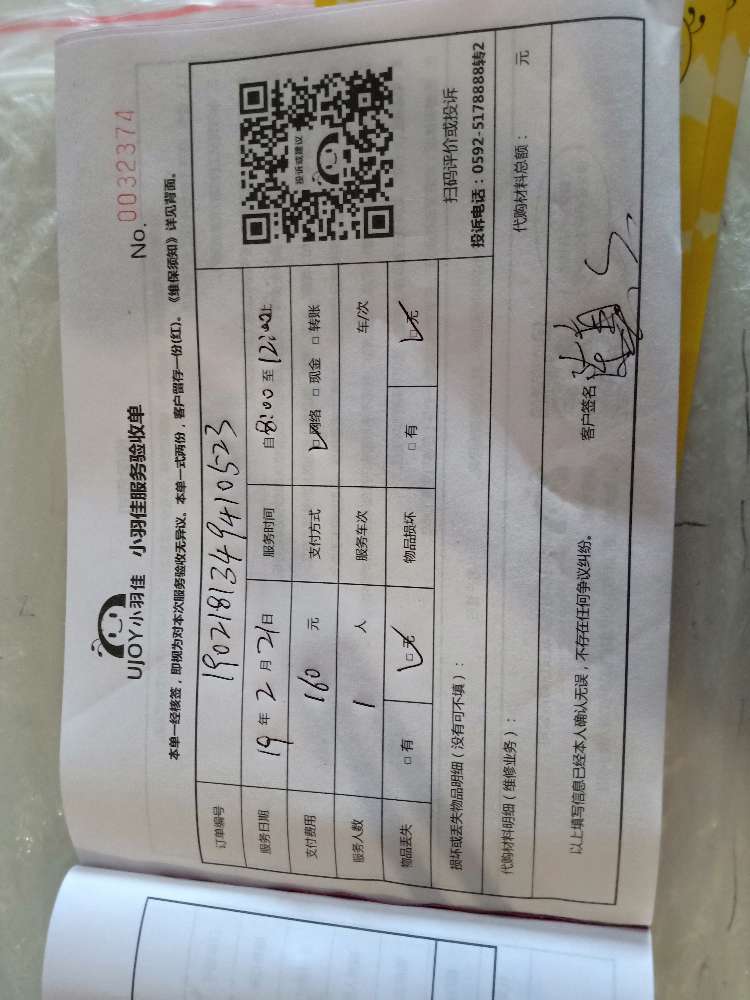 UJOY小羽佳 小羽佳服务验收单
No. 0032374
本单一经核签，即视为对本次服务验收无异议。本单一式两份，客户留存一份(红)。《维保须知》详见背面。
订单编号 190218134941 0523
服务日期 19 年 2 月 21 日 服务时间 自 8:00 至 12:00 止
支付费用 160 元 支付方式 网络 □ 现金 □ 转账
服务人数 1 人 服务车次 车/次
物品丢失 □ 有 □ 无 物品损坏 □ 有 □ 无
投诉或建议
扫码评价或投诉
投诉电话：0592-5178888转2
损坏或丢失物品明细（没有可不填）：
代购材料明细（维修业务）： 代购材料总额： 元
以上填写信息已经本人确认无误，不存在任何争议纠纷。
客户签名